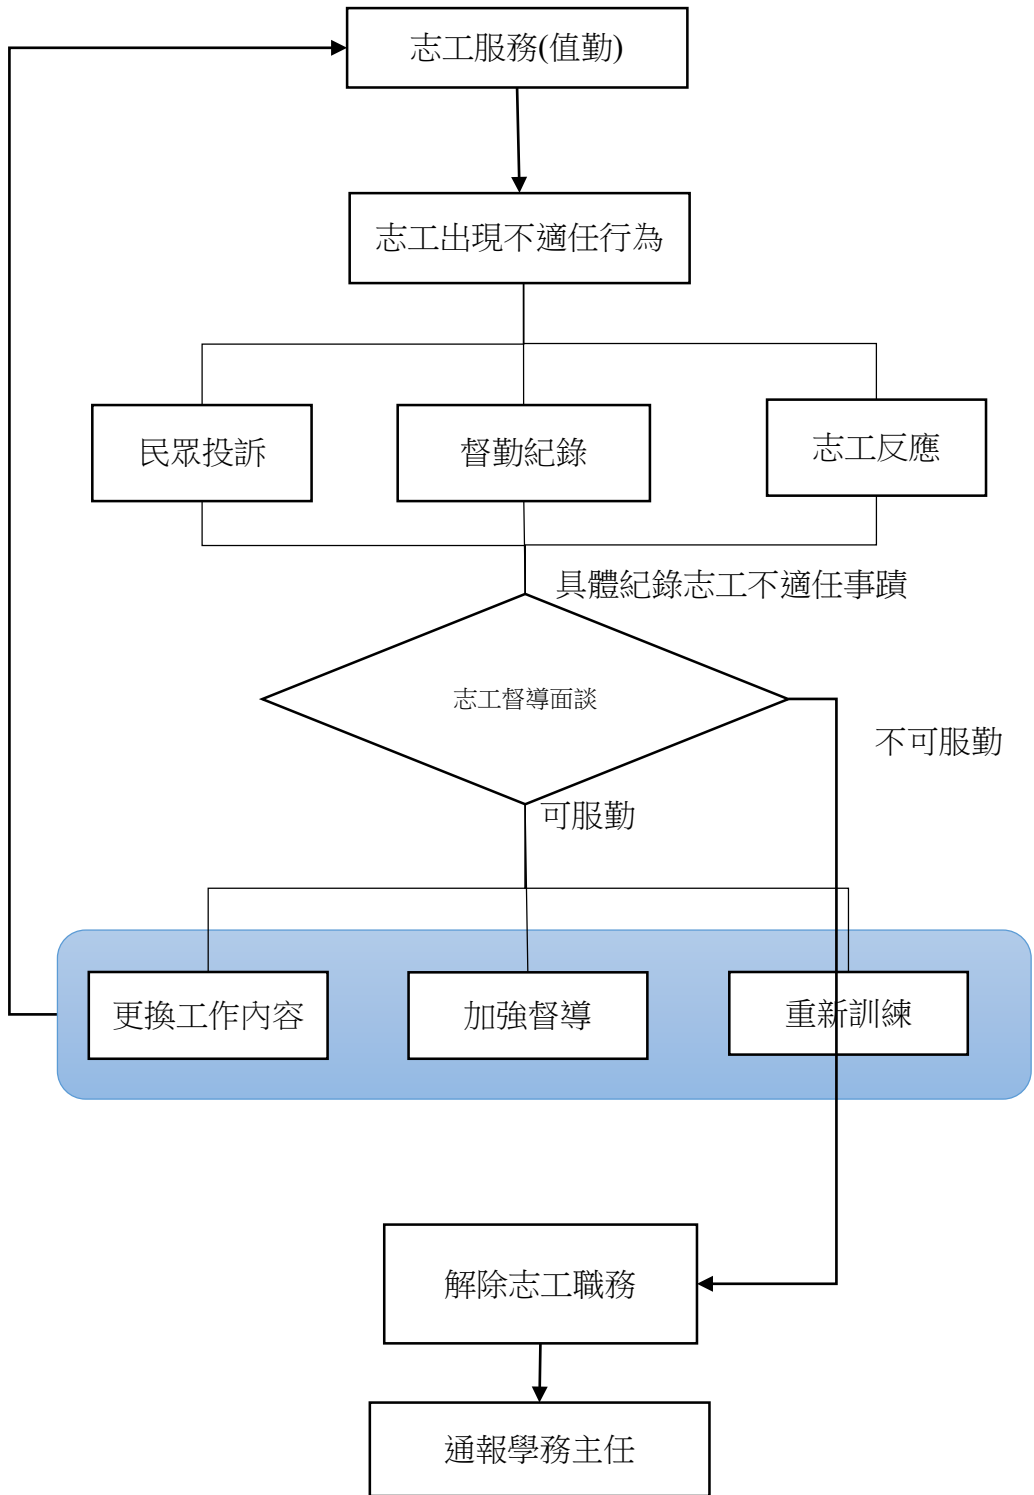 志工服務(值勤)
志工出現不適任行為
民眾投訴
督勤紀錄
志工反應
具體紀錄志工不適任事蹟
志工督導面談
不可服勤
可服勤
更換工作內容
加強督導
重新訓練
解除志工職務
通報學務主任